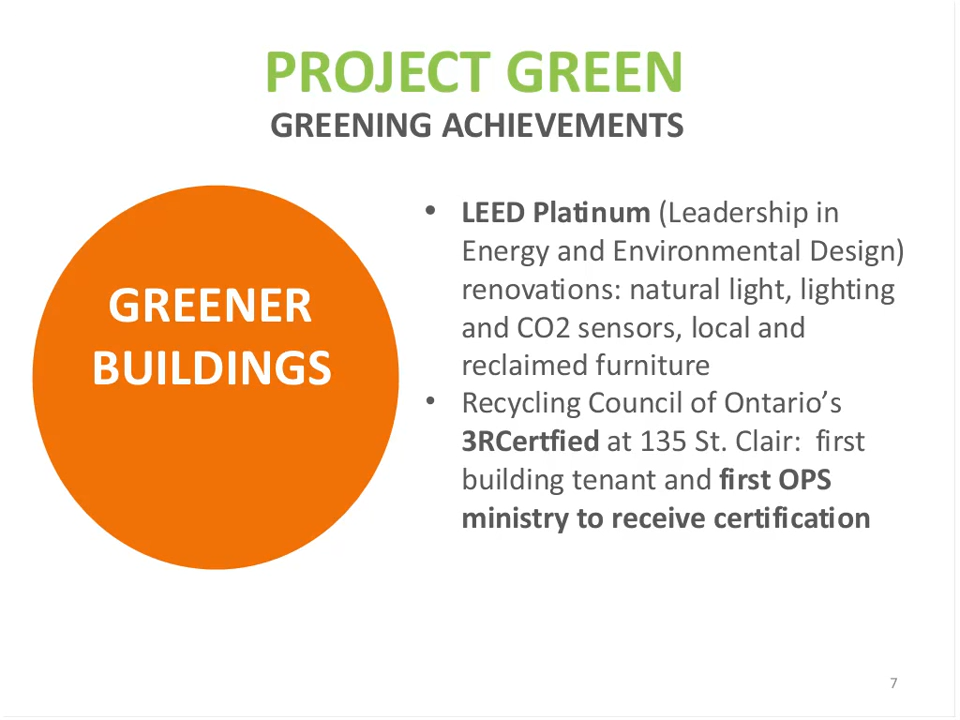 PROJECT GREEN
GREENING ACHIEVEMENTS
GREENER
BUILDINGS
• LEED Platinum (Leadership in
Energy and Environmental Design)
renovations: natural light, lighting
and CO2 sensors, local and
reclaimed furniture
• Recycling Council of Ontario’s
3RCertfied at 135 St. Clair:  first
building tenant and first OPS
ministry to receive certification
7